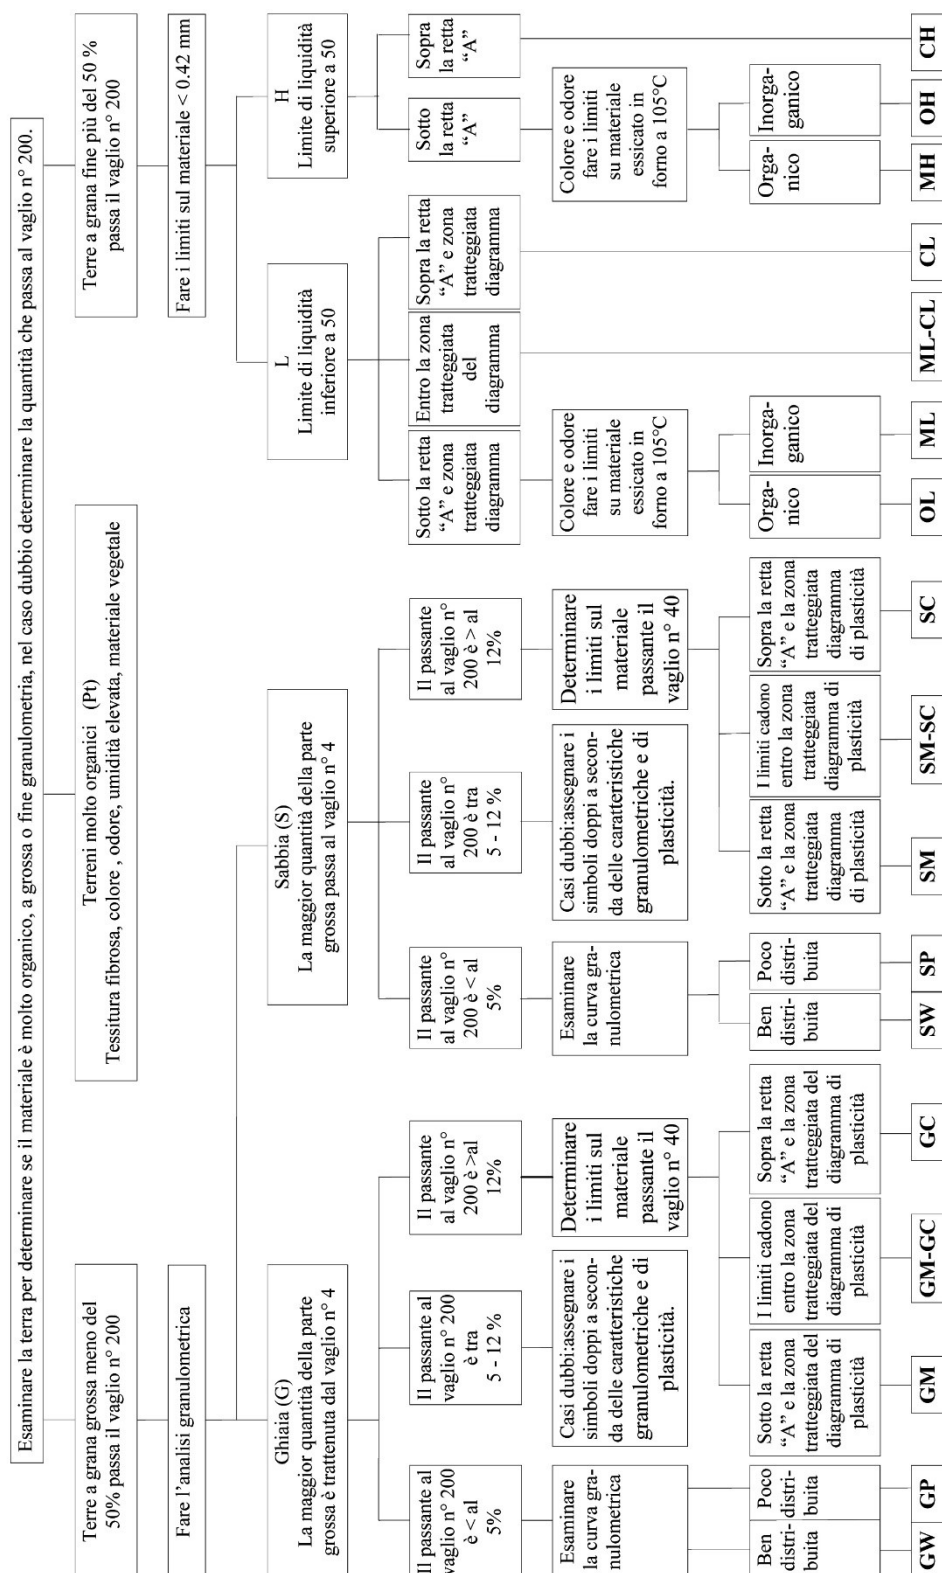 Esaminare la terra per determinare se il materiale è molto organico, a grossa o fine granulometria, nel caso dubbio determinare la quantità che passa al vaglio n° 200.
Terre a grana grossa meno del
50% passa il vaglio n° 200
Terreni molto organici (Pt)
Tessitura fibrosa, colore , odore, umidità elevata, materiale vegetale
Terre a grana fine più del 50 %
passa il vaglio n° 200
Fare l'analisi granulometrica
Fare i limiti sul materiale < 0.42 mm
Ghiaia (G)
La maggior quantità della parte
grossa è trattenuta dal vaglio n° 4
Sabbia (S)
La maggior quantità della parte
grossa passa al vaglio n° 4
L
Limite di liquidità
inferiore a 50
H
Limite di liquidità
superiore a 50
Il passante al
vaglio n° 200
è < al
5%
Il passante al
vaglio n° 200
è tra
5 - 12 %
Il passante
al vaglio n°
200 è >al
12%
Il passante
al vaglio n°
200 è < al
5%
Il passante
al vaglio n°
200 è tra
5 - 12 %
Il passante
al vaglio n°
200 è > al
12%
Sotto la retta
“A” e zona
tratteggiata
diagramma
Entro la zona
tratteggiata
del
diagramma
Sopra la retta
“A” e zona
tratteggiata
diagramma
Sotto
la retta
“A”
Sopra
la retta
“A”
Esaminare
la curva gra-
nulometrica
Casi dubbi:assegnare i
simboli doppi a secon-
da delle caratteristiche
granulometriche e di
plasticità.
Determinare
i limiti sul
materiale
passante il
vaglio n° 40
Esaminare
la curva gra-
nulometrica
Casi dubbi:assegnare i
simboli doppi a secon-
da delle caratteristiche
granulometriche e di
plasticità.
Determinare
i limiti sul
materiale
passante il
vaglio n° 40
Colore e odore
fare i limiti
su materiale
essicato in
forno a 105°C
Colore e odore
fare i limiti
su materiale
essicato in
forno a 105°C
Ben
distri-
buita
Poco
distri-
buita
Sotto la retta
“A” e la zona
tratteggiata del
diagramma di
plasticità
I limiti cadono
entro la zona
tratteggiata del
diagramma di
plasticità
Sopra la retta
“A” e la zona
tratteggiata del
diagramma di
plasticità
Ben
distri-
buita
Poco
distri-
buita
Sotto la retta
“A” e la zona
tratteggiata
diagramma
di plasticità
I limiti cadono
entro la zona
tratteggiata
diagramma di
plasticità
Sopra la retta
“A” e la zona
tratteggiata
diagramma
di plasticità
Orga-
nico
Inorga-
ganico
Orga-
nico
Inorga-
ganico
GW
GP
GM
GM-GC
GC
SW
SP
SM
SM-SC
SC
OL
ML
ML-CL
CL
MH
OH
CH